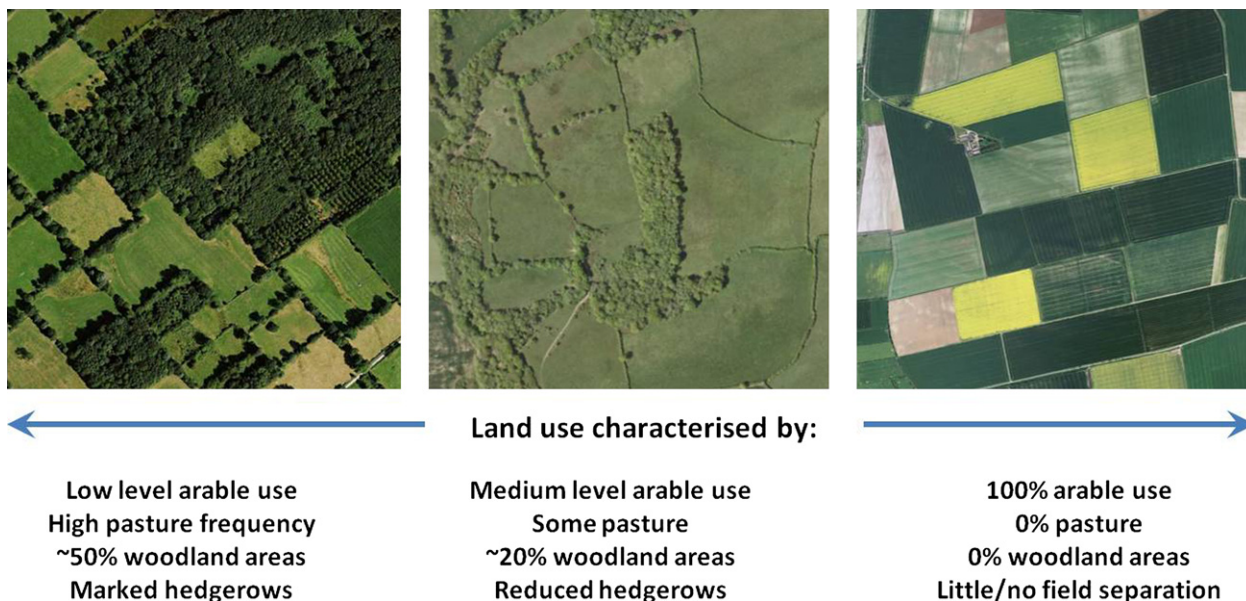 Land use characterised by:
Low level arable use
High pasture frequency
~50% woodland areas
Marked hedgerows
Medium level arable use
Some pasture
~20% woodland areas
Reduced hedgerows
100% arable use
0% pasture
0% woodland areas
Little/no field separation